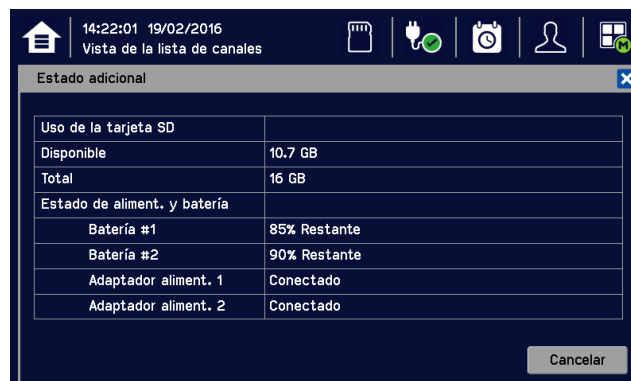 14:22:01 19/02/2016
Vista de la lista de canales
M
Estado adicional
Uso de la tarjeta SD
Disponible 10.7 GB
Total 16 GB
Estado de aliment. y batería
Batería #1 85% Restante
Batería #2 90% Restante
Adaptador aliment. 1 Conectado
Adaptador aliment. 2 Conectado
Cancelar